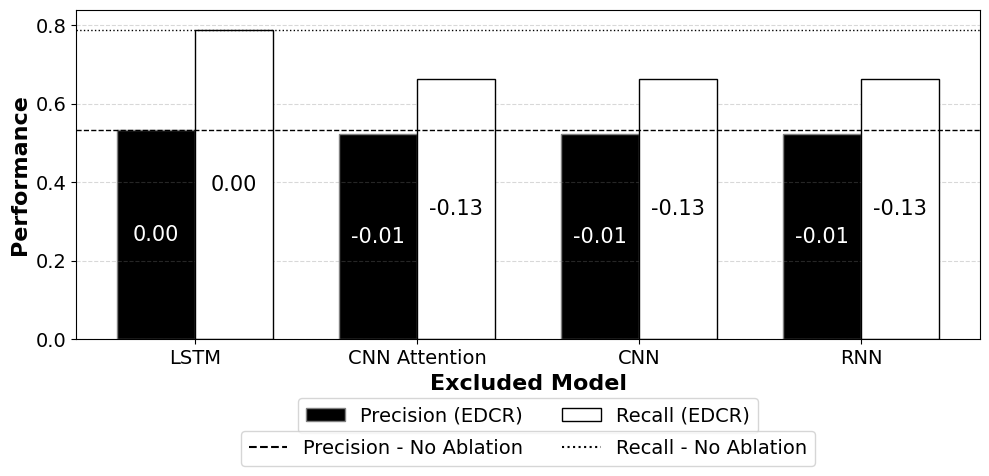 0.8
0.6
0.4
0.2
0.0
Performance
0.00
0.00
-0.01
-0.13
-0.01
-0.13
-0.01
-0.13
LSTM
CNN Attention
CNN
RNN
Excluded Model
Precision (EDCR)
Recall (EDCR)
Precision - No Ablation
Recall - No Ablation